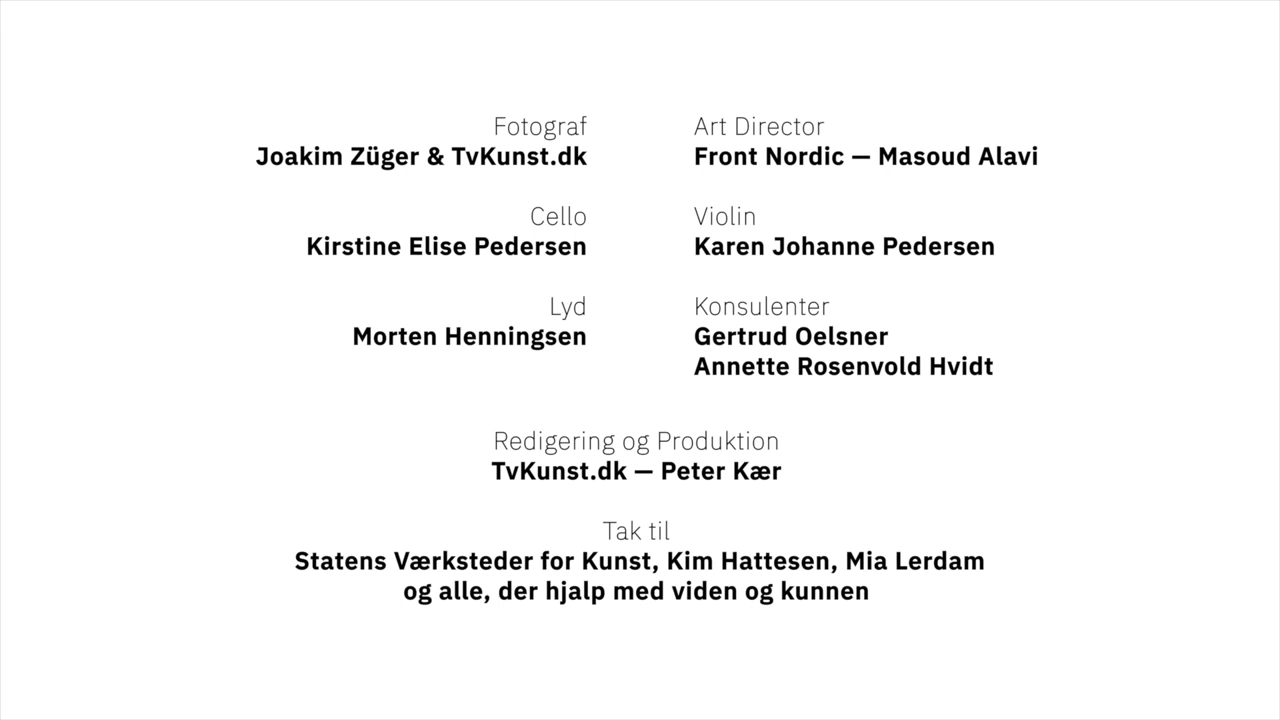 Fotograf
Joakim Züger & TvKunst.dk
Art Director
Front Nordic — Masoud Alavi
Cello
Kirstine Elise Pedersen
Violin
Karen Johanne Pedersen
Lyd
Morten Henningsen
Konsulenter
Gertrud Oelsner
Annette Rosenvold Hvidt
Redigering og Produktion
TvKunst.dk — Peter Kær
Tak til
Statens Værksteder for Kunst, Kim Hattesen, Mia Lerdam
og alle, der hjalp med viden og kunnen